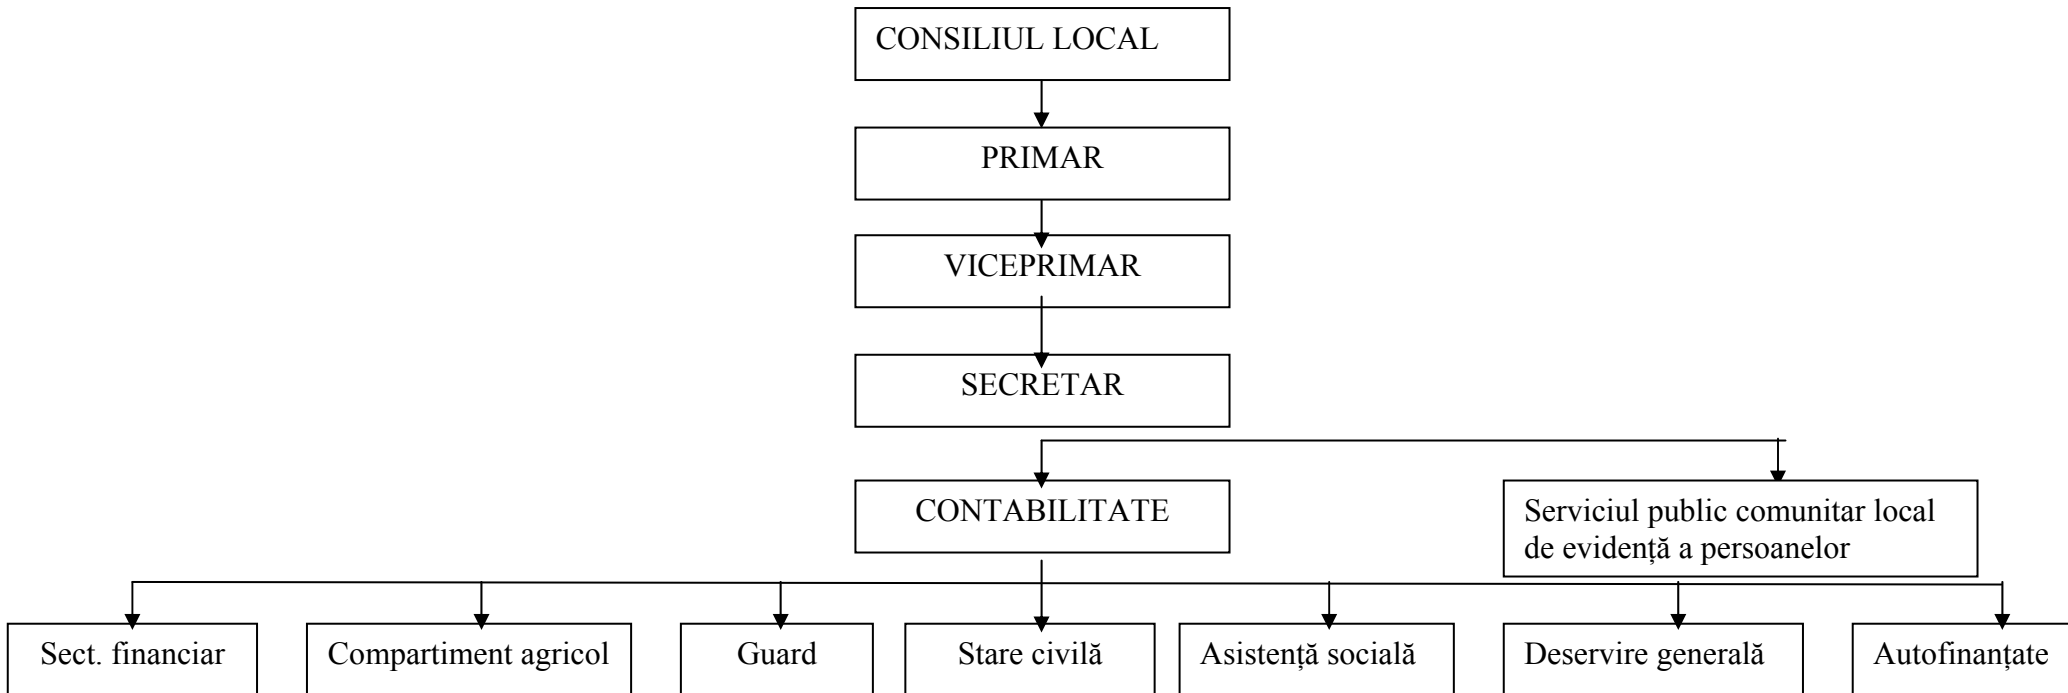 CONSILIUL LOCAL
PRIMAR
VICEPRIMAR
SECRETAR
CONTABILITATE
Serviciul public comunitar local
de evidență a persoanelor
Sect. financiar
Compartiment agricol
Guard
Stare civilă
Asistență socială
Deservire generală
Autofinanțate